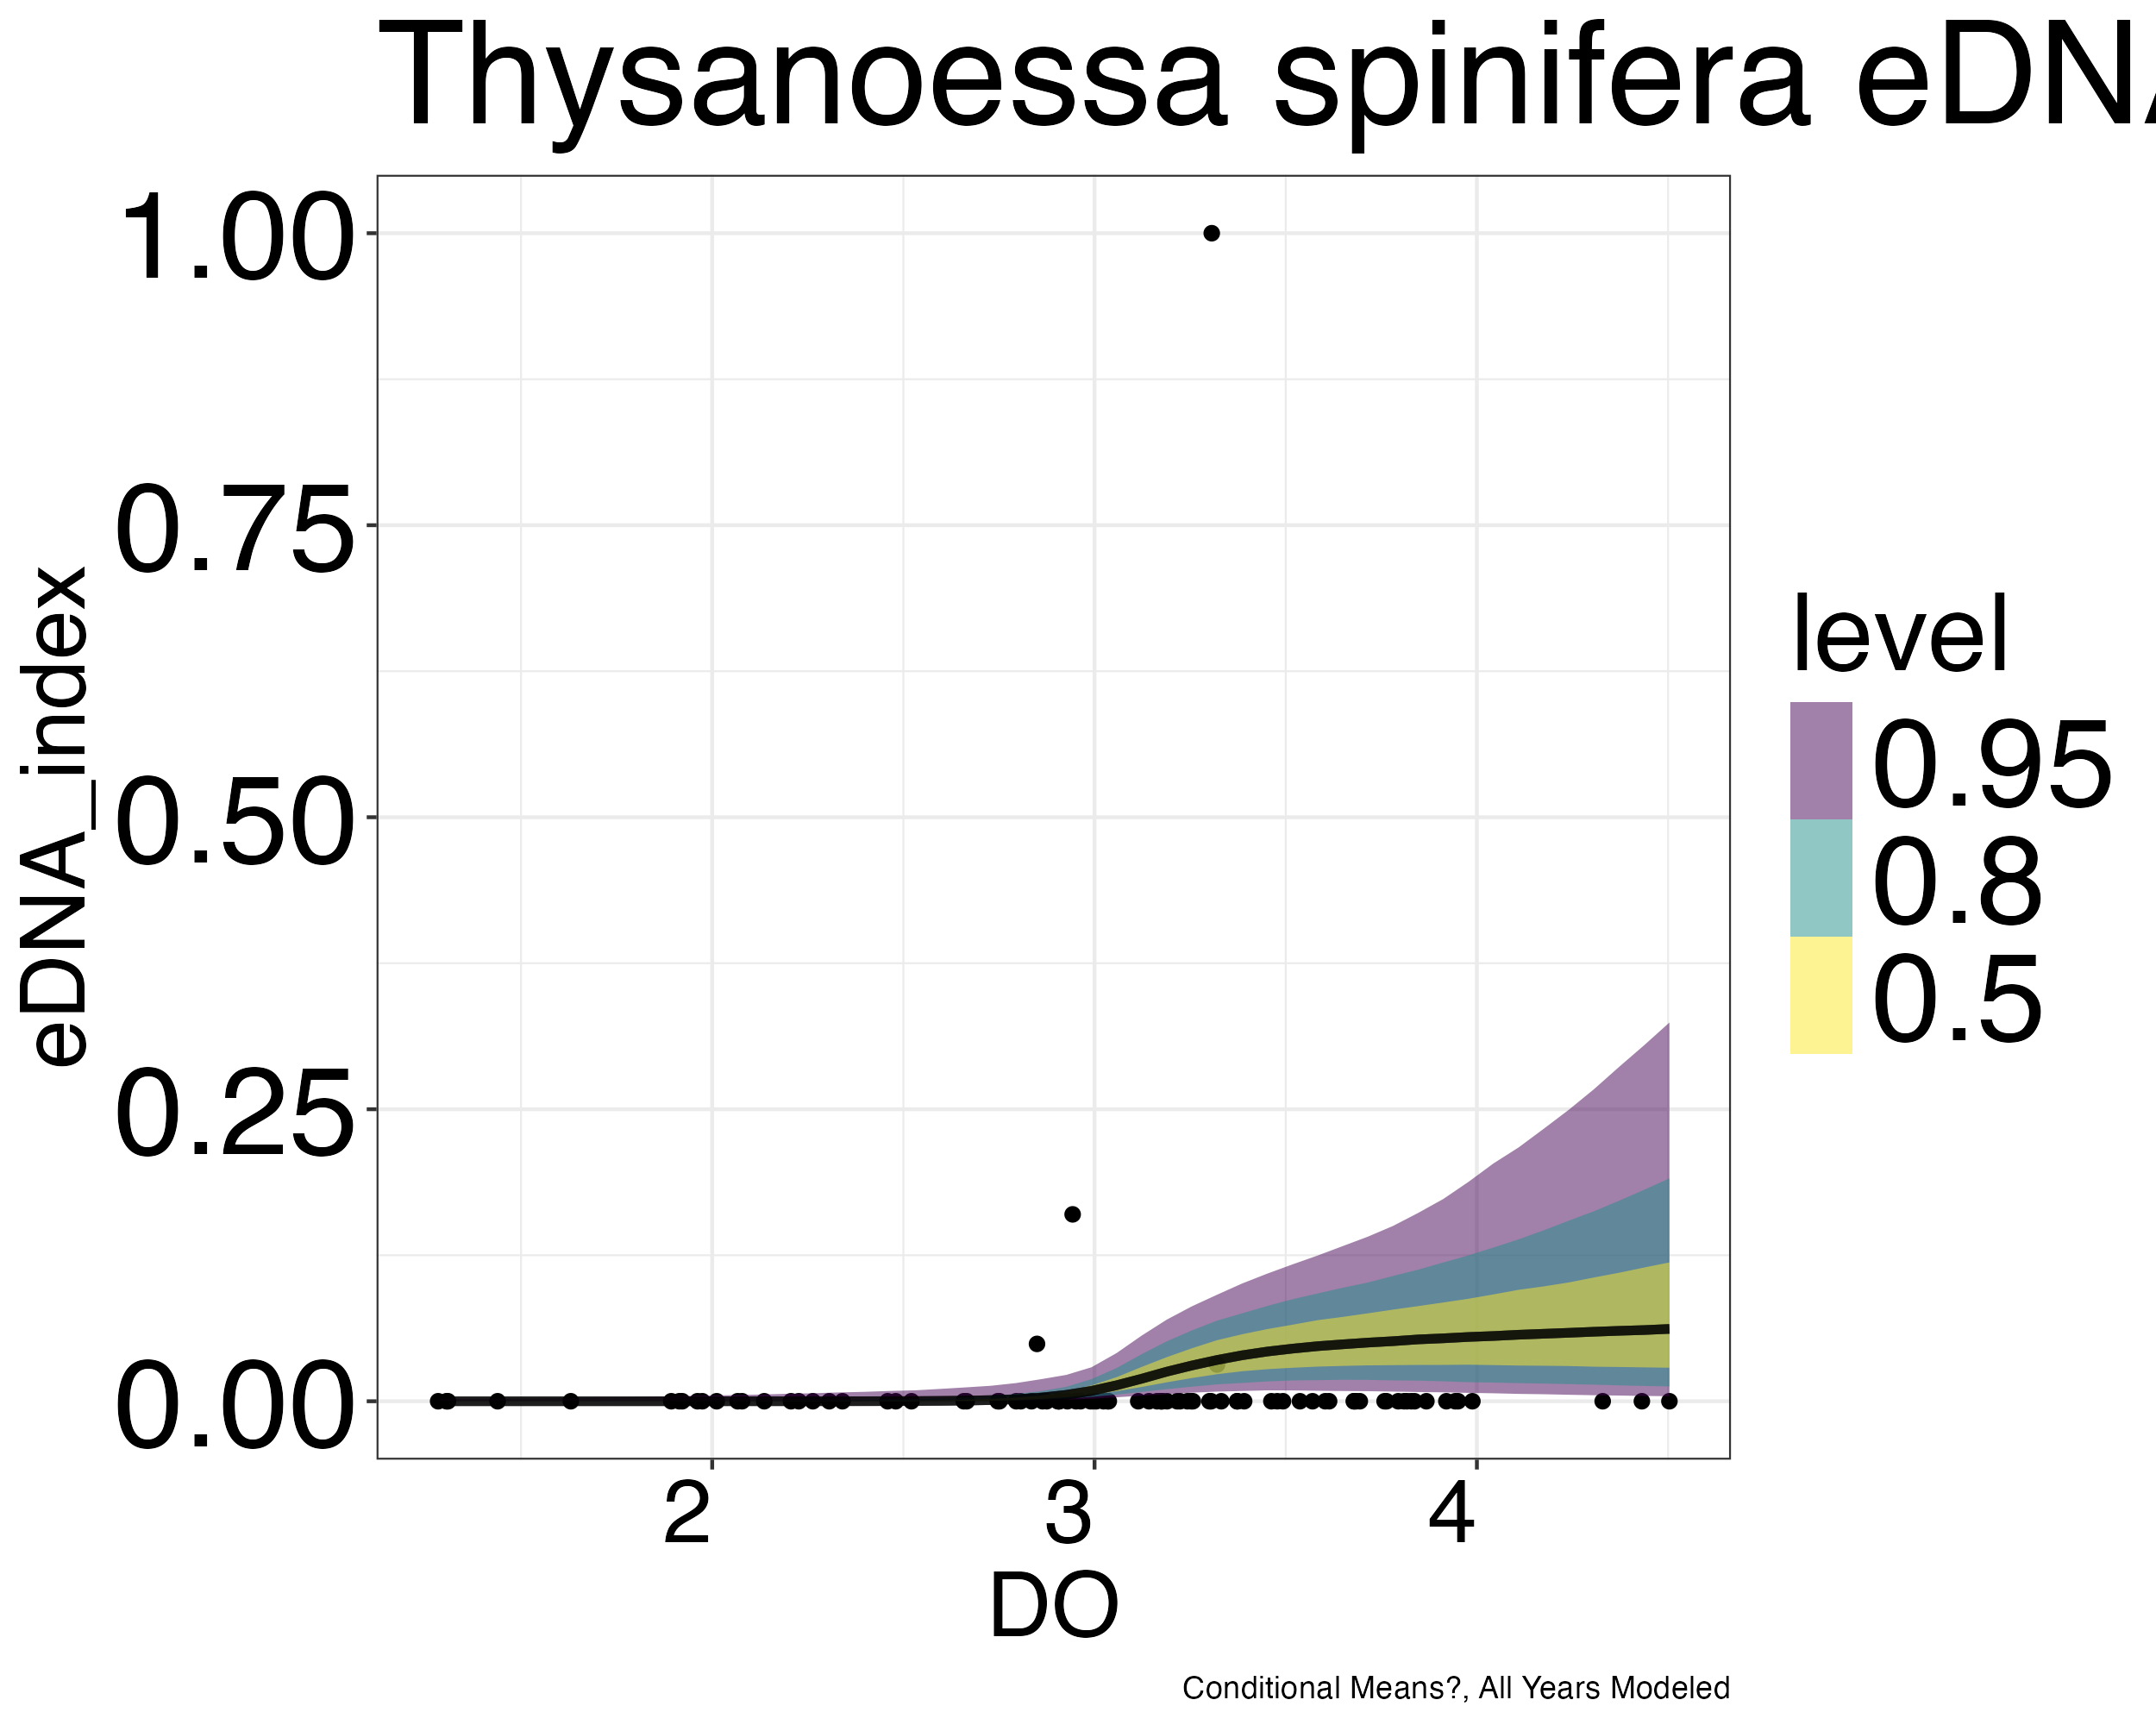 Thysanoessa spinifera eDNA
1.00
0.75
0.50
0.25
0.00
eDNA_index
2 3 4
DO
level
0.95
0.8
0.5
Conditional Means?, All Years Modeled